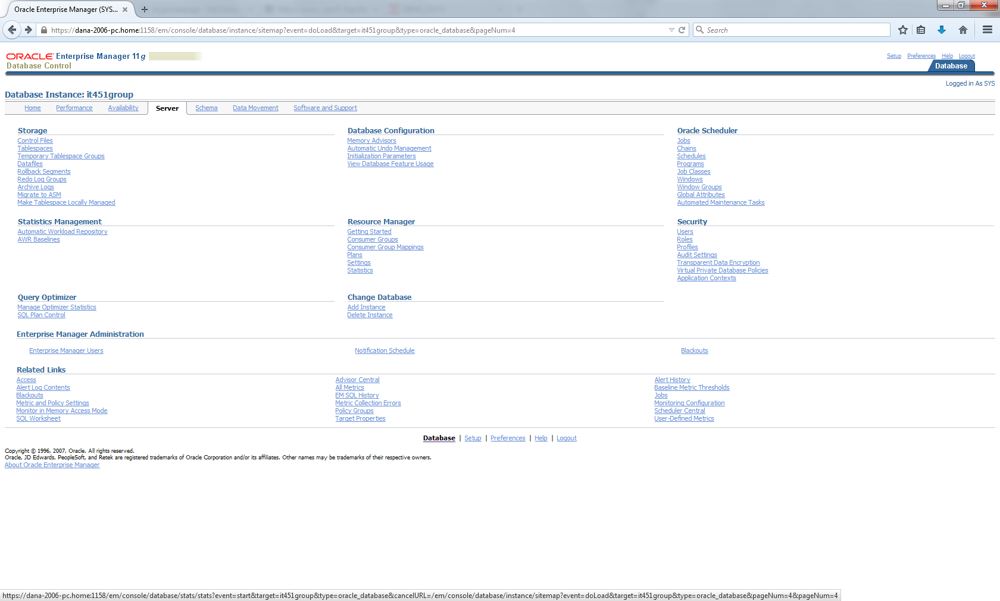 Oracle Enterprise Manager (SYS...
https://dana-2006-pc.home:1158/em/console/database/instance/sitemap?event=doLoad&target=it451group&type=oracle_database&pageNum=4
Search
ORACLE Enterprise Manager 11g
Database Control
Setup Preferences Help Logout
Database
Logged in As SYS
Database Instance: it451group
Home Performance Availability Server Schema Data Movement Software and Support
Storage
Control Files
Tablespaces
Temporary Tablespace Groups
Datafiles
Rollback Segments
Redo Log Groups
Archive Logs
Migrate to ASM
Make Tablespace Locally Managed
Database Configuration
Memory Advisors
Automatic Undo Management
Initialization Parameters
View Database Feature Usage
Oracle Scheduler
Jobs
Chains
Schedules
Programs
Job Classes
Windows
Window Groups
Global Attributes
Automated Maintenance Tasks
Statistics Management
Automatic Workload Repository
AWR Baselines
Resource Manager
Getting Started
Consumer Groups
Consumer Group Mappings
Plans
Settings
Statistics
Security
Users
Roles
Profiles
Audit Settings
Transparent Data Encryption
Virtual Private Database Policies
Application Contexts
Query Optimizer
Manage Optimizer Statistics
SQL Plan Control
Change Database
Add Instance
Delete Instance
Enterprise Manager Administration
Enterprise Manager Users Notification Schedule Blackouts
Related Links
Access
Alert Log Contents
Blackouts
Metric and Policy Settings
Monitor in Memory Access Mode
SQL Worksheet
Advisor Central
All Metrics
EM SQL History
Metric Collection Errors
Policy Groups
Target Properties
Alert History
Baseline Metric Thresholds
Jobs
Monitoring Configuration
Scheduler Central
User-Defined Metrics
Database | Setup | Preferences | Help | Logout
Copyright © 1996, 2007, Oracle. All rights reserved.
Oracle, JD Edwards, PeopleSoft, and Retek are registered trademarks of Oracle Corporation and/or its affiliates. Other names may be trademarks of their respective owners.
About Oracle Enterprise Manager
https://dana-2006-pc.home:1158/em/console/database/stats/stats?event=start&target=it451group&type=oracle_database&cancelURL=/em/console/database/instance/sitemap?event=doLoad&target=it451group&type=oracle_database&pageNum=4&pageNum=4